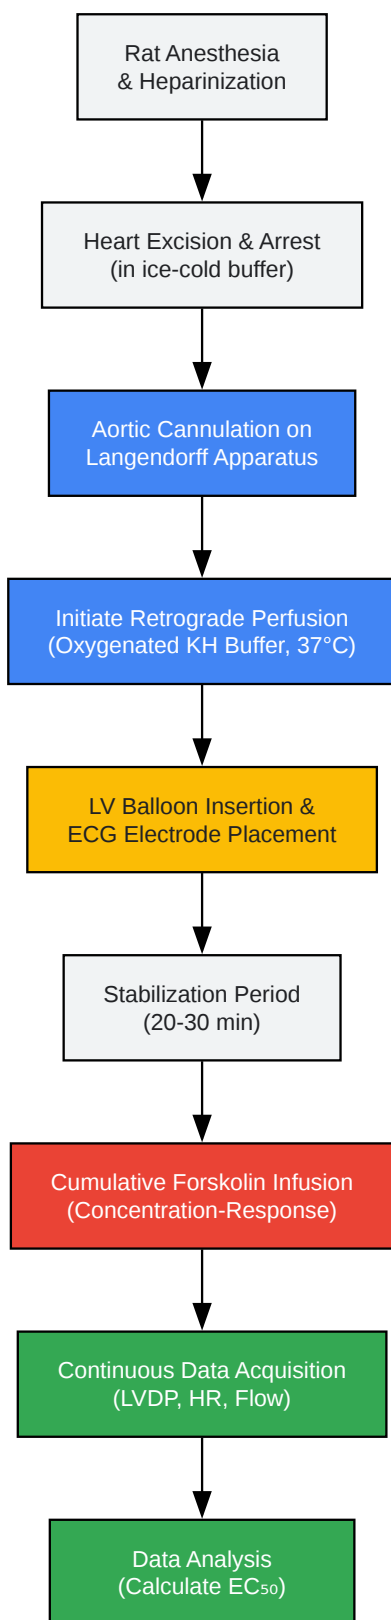 Rat Anesthesia
& Heparinization
Heart Excision & Arrest
(in ice-cold buffer)
Aortic Cannulation on
Langendorff Apparatus
Initiate Retrograde Perfusion
(Oxygenated KH Buffer, 37°C)
LV Balloon Insertion &
ECG Electrode Placement
Stabilization Period
(20-30 min)
Cumulative Forskolin Infusion
(Concentration-Response)
Continuous Data Acquisition
(LVDP, HR, Flow)
Data Analysis
(Calculate EC₅₀)